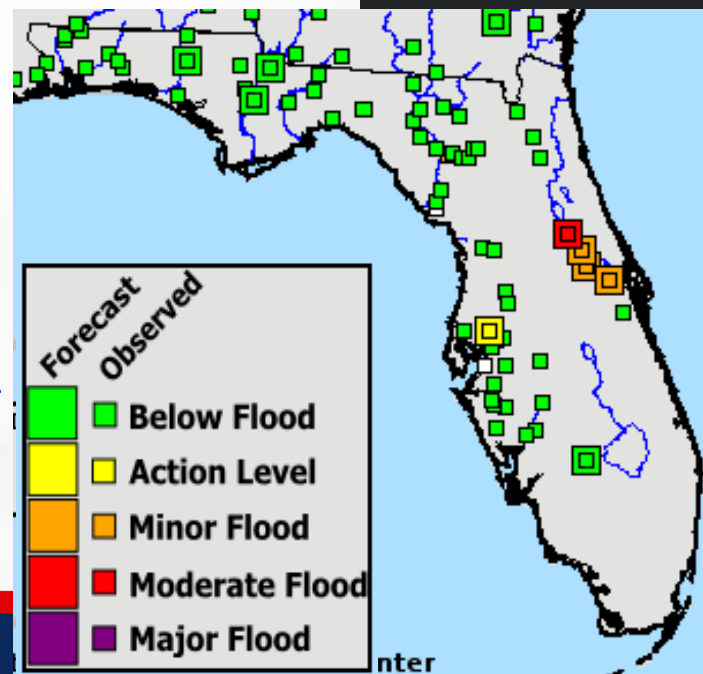 Forecast
Observed
Below Flood
Action Level
Minor Flood
Moderate Flood
Major Flood
nter